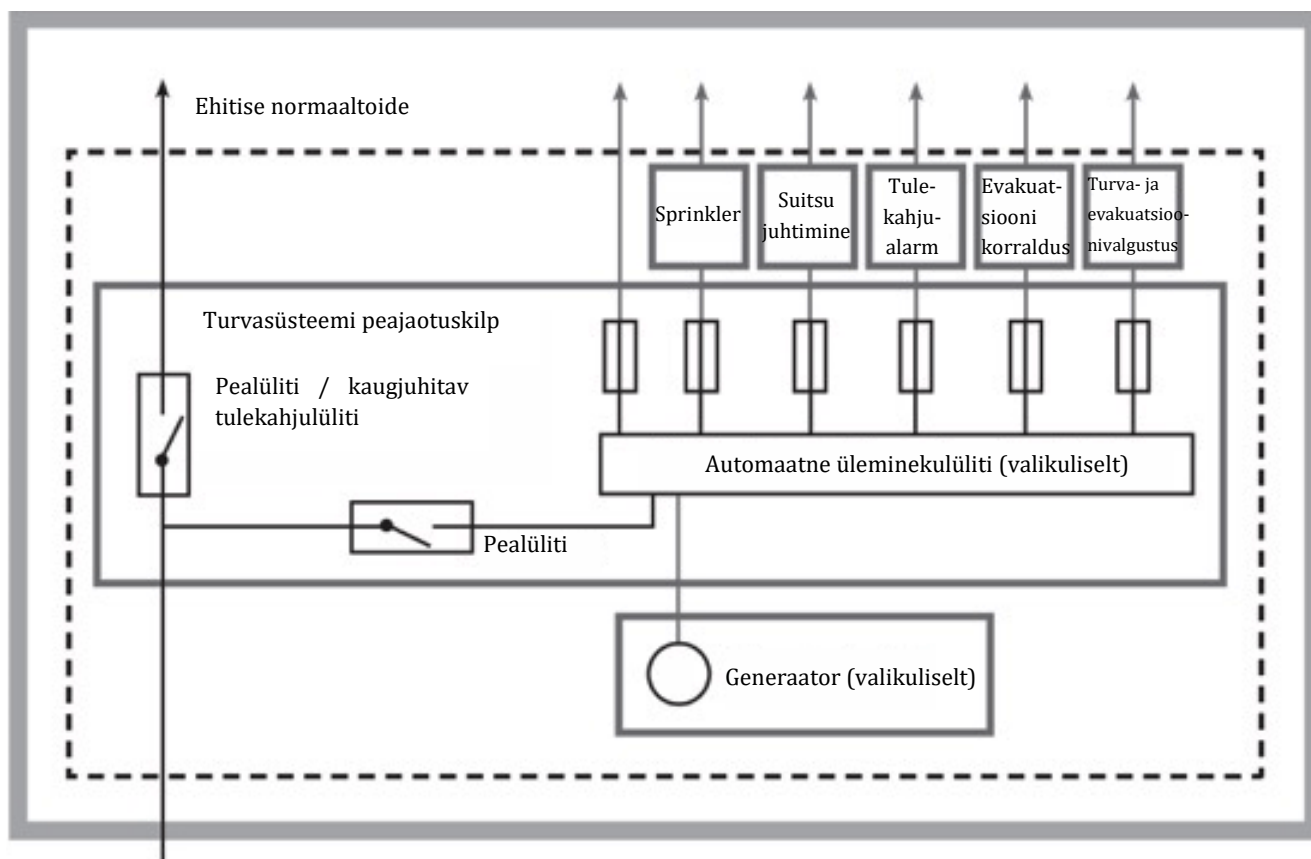 Ehitise normaaltoide
Sprinkler
Suitsu
juhtimine
Tule-
kahju-
alarm
Evakuat-
siooni
korraldus
Turva- ja
evakuatsioo-
nivalgustus
Turvasüsteemi peajaotuskilp
Pealüliti / kaugjuhitav
tulekahjulüliti
Automaatne üleminekulüliti (valikuliselt)
Pealüliti
Generaator (valikuliselt)